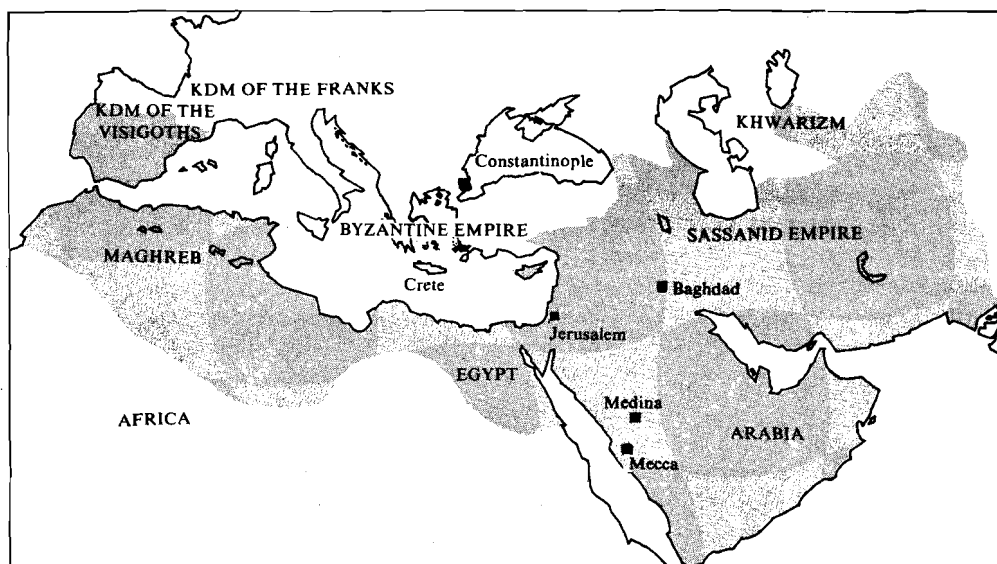 KDM OF THE FRANKS
KDM OF THE
VISIGOTHS
KHWARIZM
Constantinople
BYZANTINE EMPIRE
SASSANID EMPIRE
MAGHREB
Crete
Baghdad
Jerusalem
EGYPT
Medina
AFRICA
ARABIA
Mecca